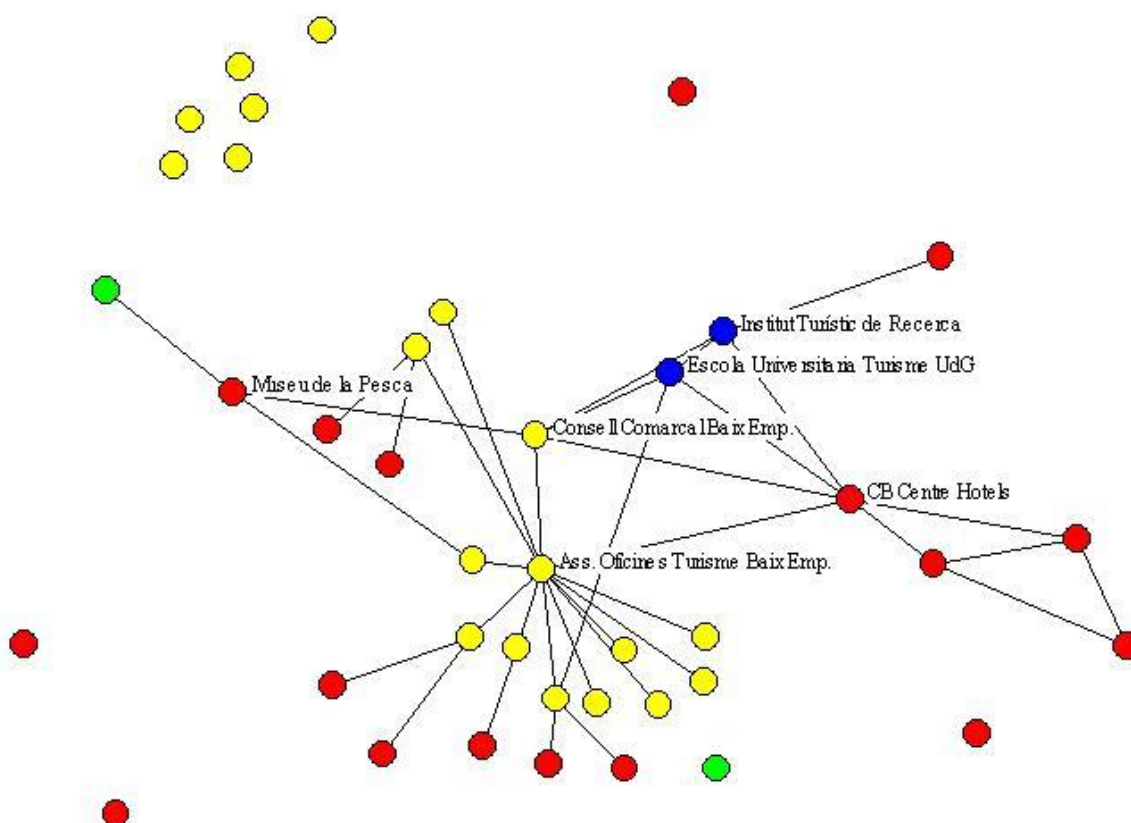 Institut Turístic de Recerca
Escola Universitaria Turisme UdG
Museu de la Pesca
Consell Comarcal Baix Emp.
CB Centre Hotels
Ass. Oficines Turisme Baix Emp.